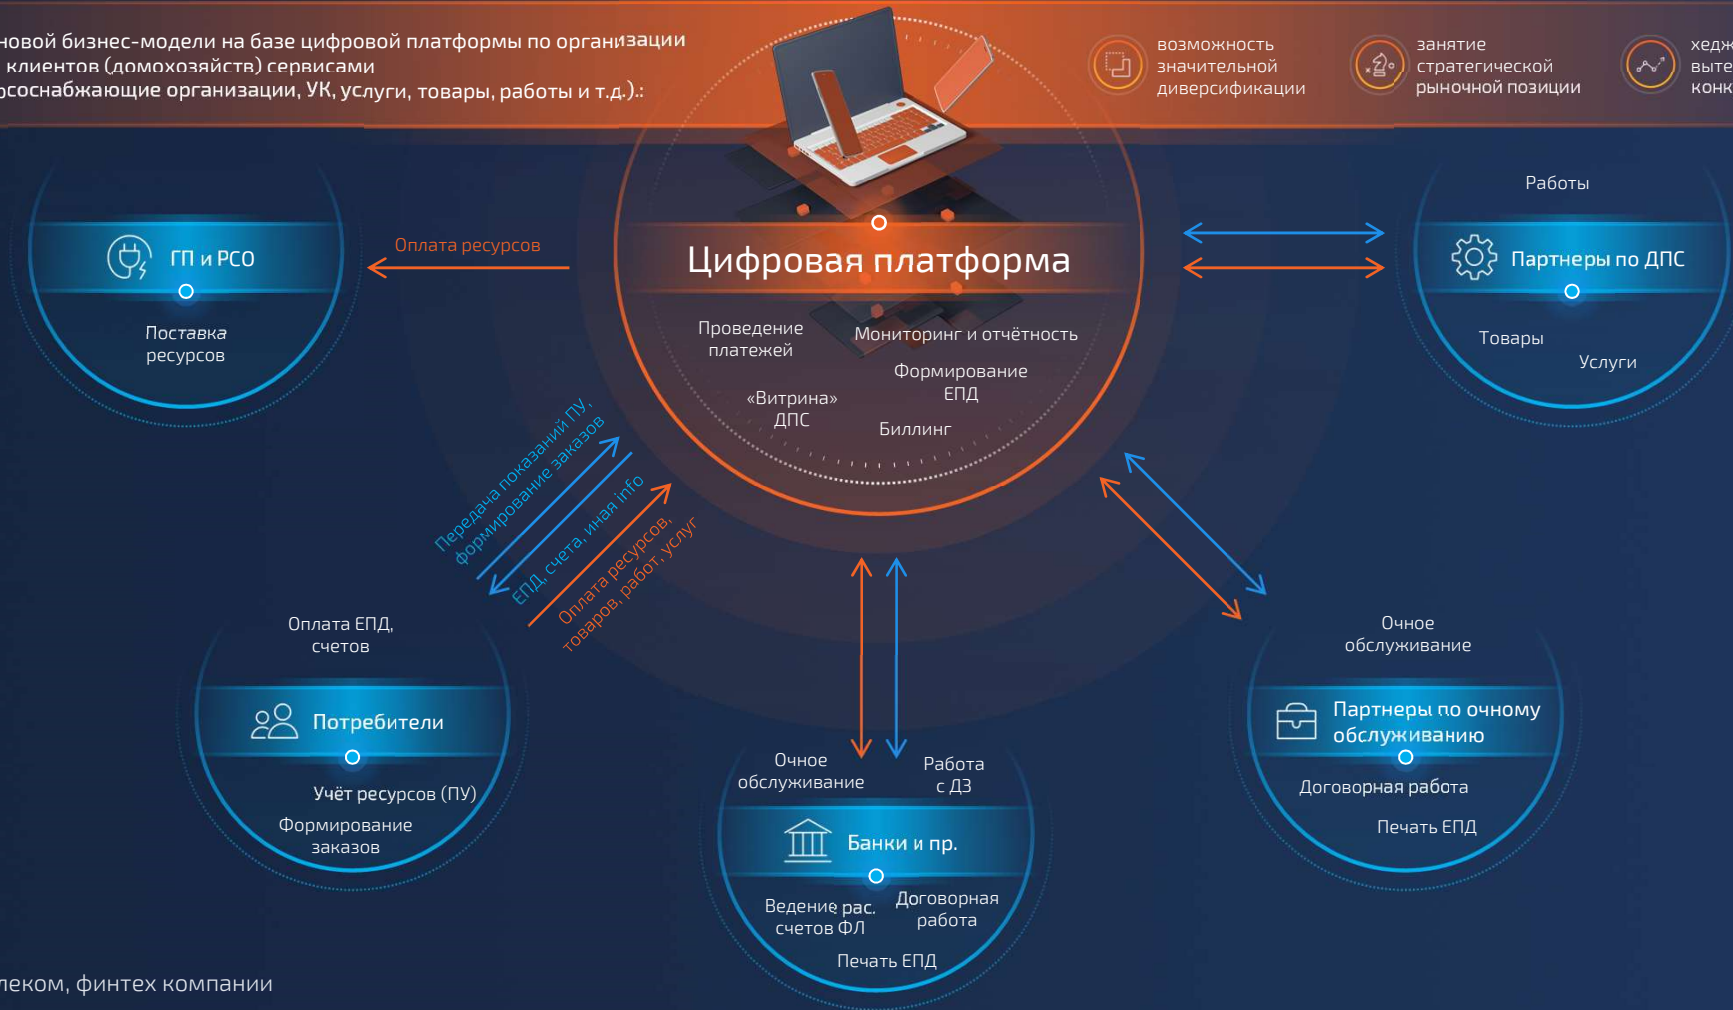 новой бизнес-модели на базе цифровой платформы по организации
клиентов (домохозяйств) сервисами
рсоснабжающие организации, УК, услуги, товары, работы и т.д.).:
возможность
значительной
диверсификации
занятие
стратегической
рыночной позиции
хедж
выте
конк
ГП и РСО
Поставка
ресурсов
Оплата ресурсов
Цифровая платформа
Проведение
платежей
Мониторинг и отчётность
Формирование
ЕПД
«Витрина»
ДПС
Биллинг
Работы
Партнеры по ДПС
Товары
Услуги
Передача показаний ПУ,
формирование заказов
ЕПД, счета, иная info
Оплата ресурсов,
товаров, работ, услуг
Оплата ЕПД,
счетов
Потребители
Учёт ресурсов (ПУ)
Формирование
заказов
Очное
обслуживание
Работа
с ДЗ
Банки и пр.
Ведение рас.
счетов ФЛ
Договорная
работа
Печать ЕПД
Очное
обслуживание
Партнеры по очному
обслуживанию
Договорная работа
Печать ЕПД
леком, финтех компании